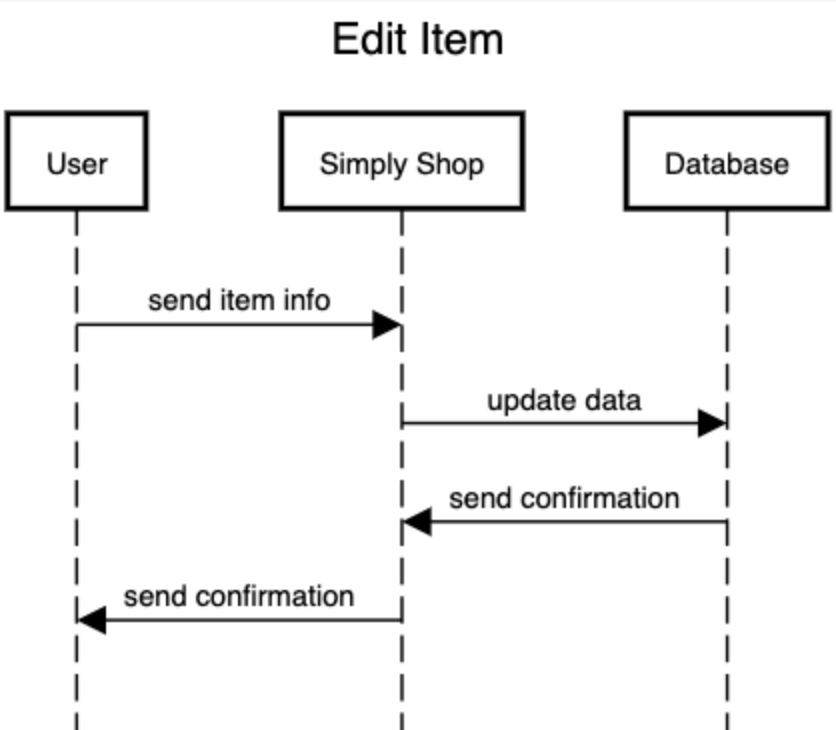 Edit Item
User
Simply Shop
Database
send item info
update data
send confirmation
send confirmation